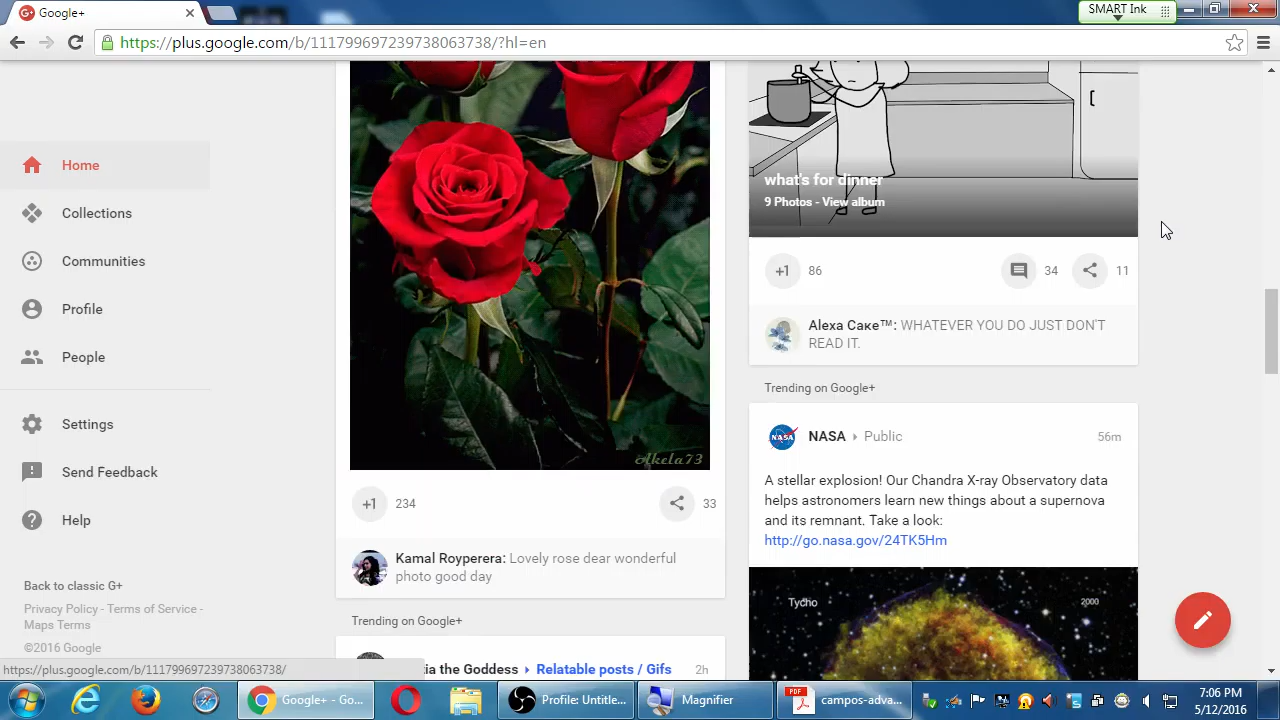 Google+
SMART Ink
https://plus.google.com/b/111799697239738063738/?hl=en
Home
Collections
Communities
Profile
People
Settings
Send Feedback
Help
Back to classic G+
Privacy Policy - Terms of Service -
Maps Terms
©2016 Google
https://plus.google.com/b/111799697239738063738/
Akela73
+1
234
33
Kamal Royperera: Lovely rose dear wonderful
photo good day
Trending on Google+
tia the Goddess
Relatable posts / Gifs
2h
what's for dinner
9 Photos - View album
+1
86
34
11
Alexa Caке™: WHATEVER YOU DO JUST DON'T
READ IT.
Trending on Google+
NASA
NASA
Public
56m
A stellar explosion! Our Chandra X-ray Observatory data
helps astronomers learn new things about a supernova
and its remnant. Take a look:
http://go.nasa.gov/24TK5Hm
Tycho
2000
Google+ - Go...
Profile: Untitle...
Magnifier
PDF
campos-adva...
7:06 PM
5/12/2016